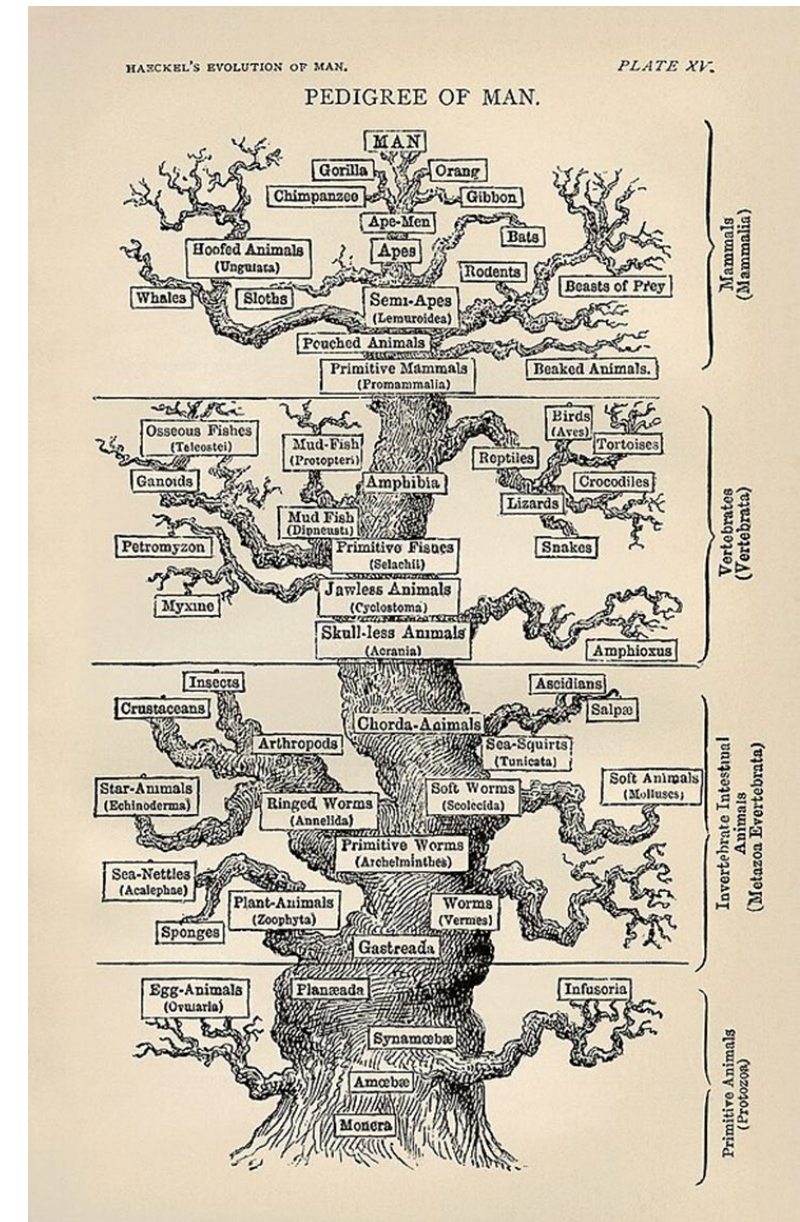 HAECKEL'S EVOLUTION OF MAN.
PLATE XV.
PEDIGREE OF MAN.
MAN
Gorilla
Orang
Chimpanzee
Gibbon
Ape-Men
Bats
Hoofed Animals
(Ungulata)
Apes
Rodents
Beasts of Prey
Whales
Sloths
Semi-Apes
(Lemuroidea)
Pouched Animals
Primitive Mammals
(Promammalia)
Beaked Animals.
Mammals
(Mammalia)
Osseous Fishes
(Teleostei)
Mud-Fish
(Protopteri)
Birds
(Aves)
Tortoises
Reptiles
Ganoids
Amphibia
Crocodiles
Lizards
Mud Fish
(Dipneusti)
Petromyzon
Primitive Fishes
(Selachii)
Snakes
Myxine
Jawless Animals
(Cyclostoma)
Skull-less Animals
(Acrania)
Amphioxus
Vertebrates
(Vertebrata)
Insects
Ascidians
Crustaceans
Salpæ
Chorda-Animals
Arthropods
Sea-Squirts
(Tunicata)
Star-Animals
(Echinoderma)
Ringed Worms
(Annelida)
Soft Worms
(Scolecida)
Soft Animals
(Molluscs)
Primitive Worms
(Archelminthes)
Sea-Nettles
(Acalephae)
Plant-Animals
(Zoophyta)
Worms
(Vermes)
Sponges
Gastreada
Invertebrate Intestinal
Animals
(Metazoa Evertebrata)
Egg-Animals
(Ovularia)
Planæada
Infusoria
Synamœbæ
Amœbæ
Monera
Primitive Animals
(Protozoa)